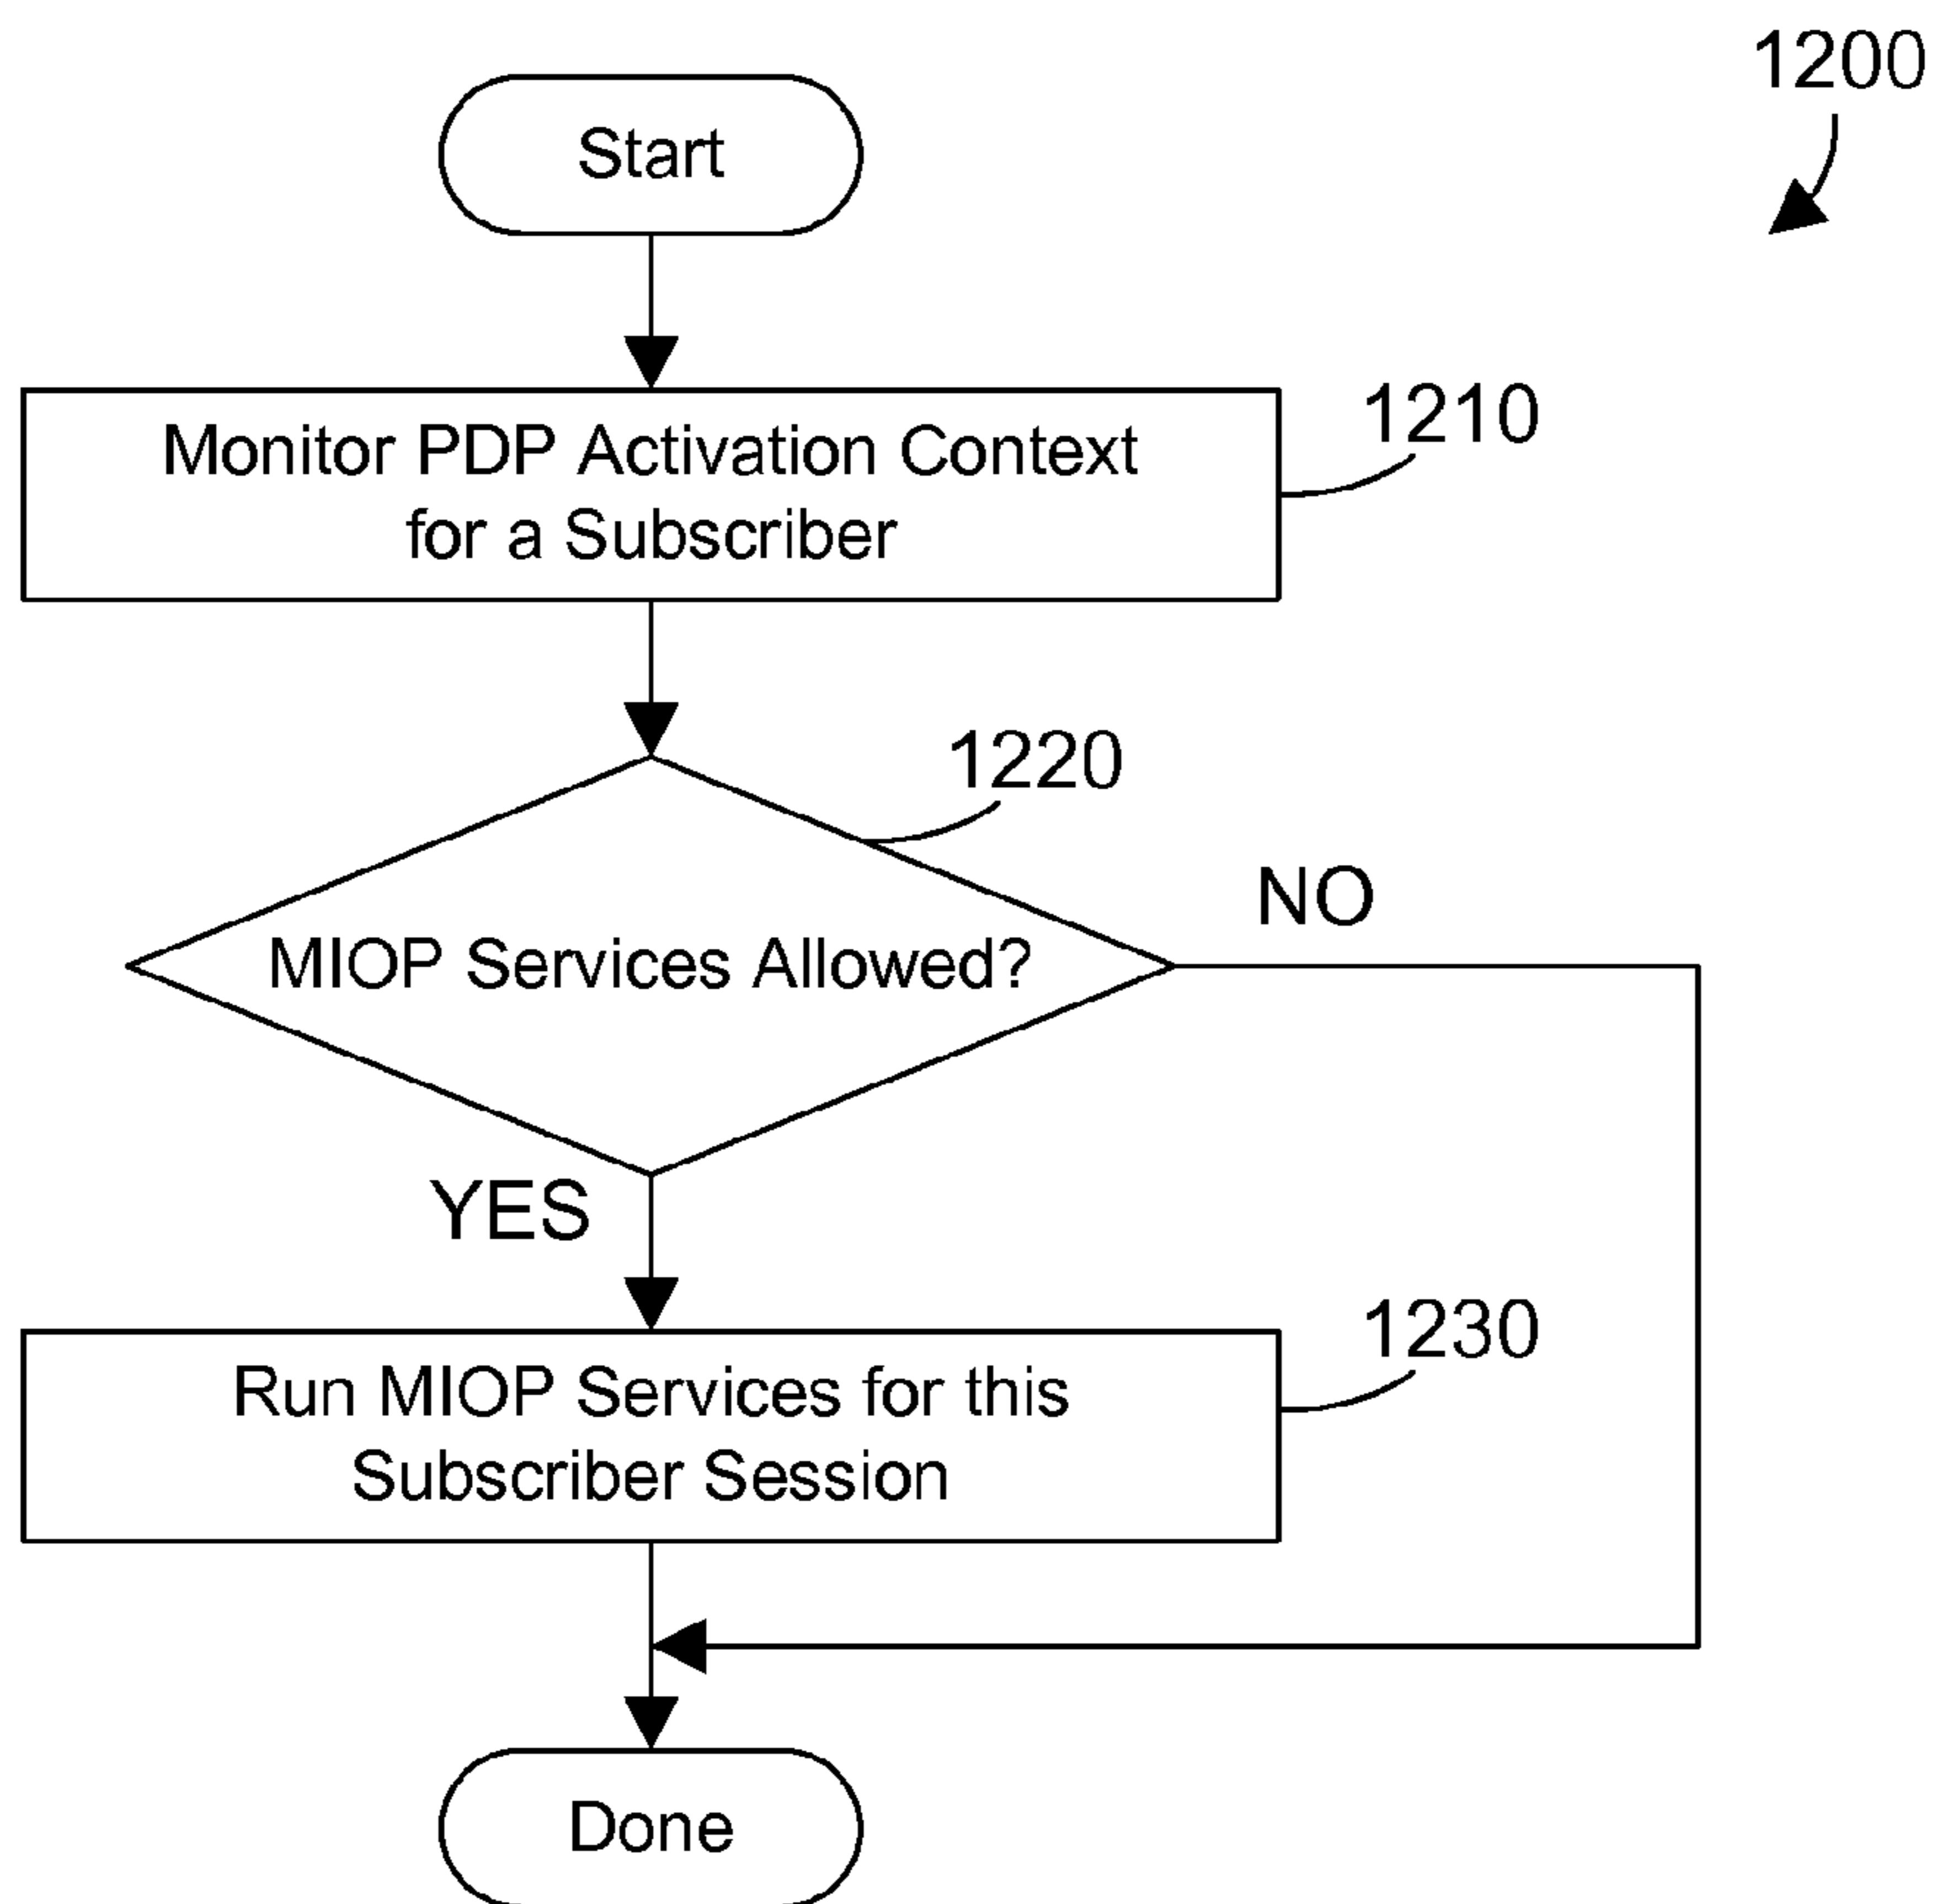 1200
Start
Monitor PDP Activation Context
for a Subscriber
1210
1220
MIOP Services Allowed?
NO
YES
Run MIOP Services for this
Subscriber Session
1230
Done